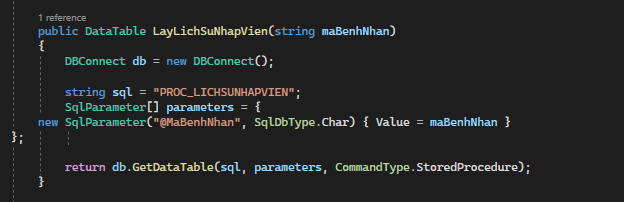 1 reference
public DataTable LayLichSuNhapVien(string maBenhNhan)
{
DBConnect db = new DBConnect();
string sql = "PROC_LICHSUNHAPVIEN";
SqlParameter[] parameters = {
new SqlParameter("@MaBenhNhan", SqlDbType.Char) { Value = maBenhNhan }
};
return db.GetDataTable(sql, parameters, CommandType.StoredProcedure);
}